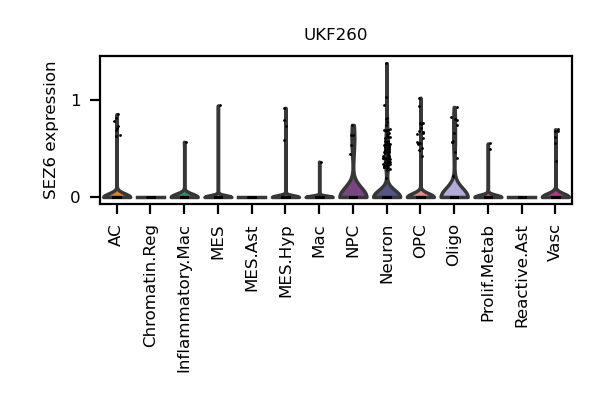 UKF260
SEZ6 expression
1
0
AC
Chromatin.Reg
Inflammatory.Mac
MES
MES.Ast
MES.Hyp
Mac
NPC
Neuron
OPC
Oligo
Prolif.Metab
Reactive.Ast
Vasc